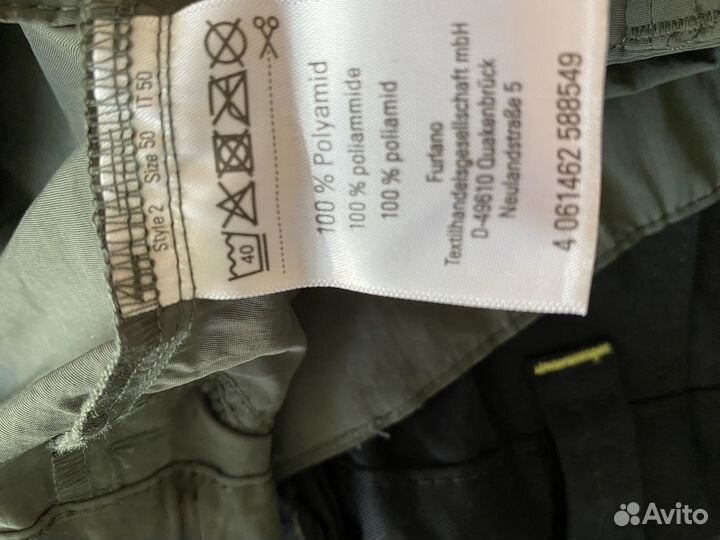 Style 2 Size 50 IT 50
40
100 % Polyamid
100 % poliammide
100 % poliamid
Furlano
Textilhandelsgesellschaft mbH
D-49610 Quakenbrück
Neulandstraße 5
4 061462 588549
Avito